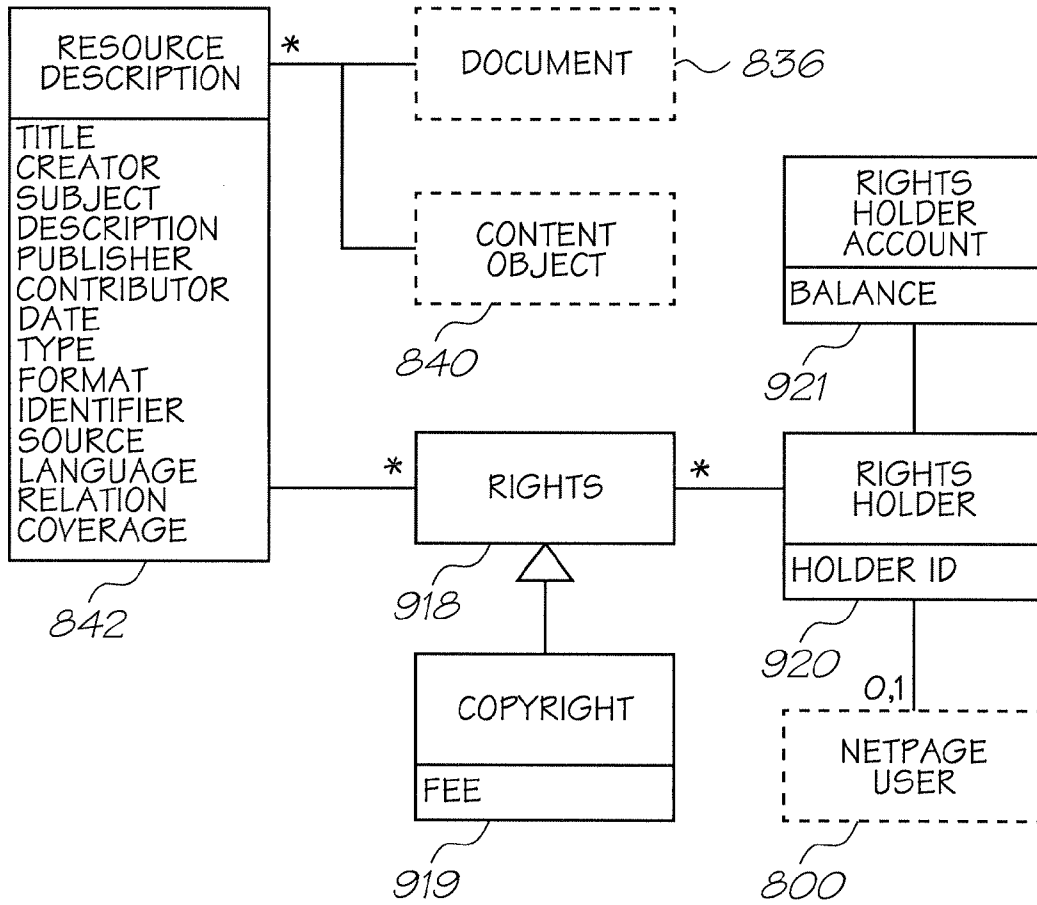 RESOURCE
DESCRIPTION
TITLE
CREATOR
SUBJECT
DESCRIPTION
PUBLISHER
CONTRIBUTOR
DATE
TYPE
FORMAT
IDENTIFIER
SOURCE
LANGUAGE
RELATION
COVERAGE
842
*
DOCUMENT
836
CONTENT
OBJECT
840
RIGHTS
HOLDER
ACCOUNT
BALANCE
921
*
RIGHTS
*
918
RIGHTS
HOLDER
HOLDER ID
920
COPYRIGHT
FEE
919
0,1
NETPAGE
USER
800